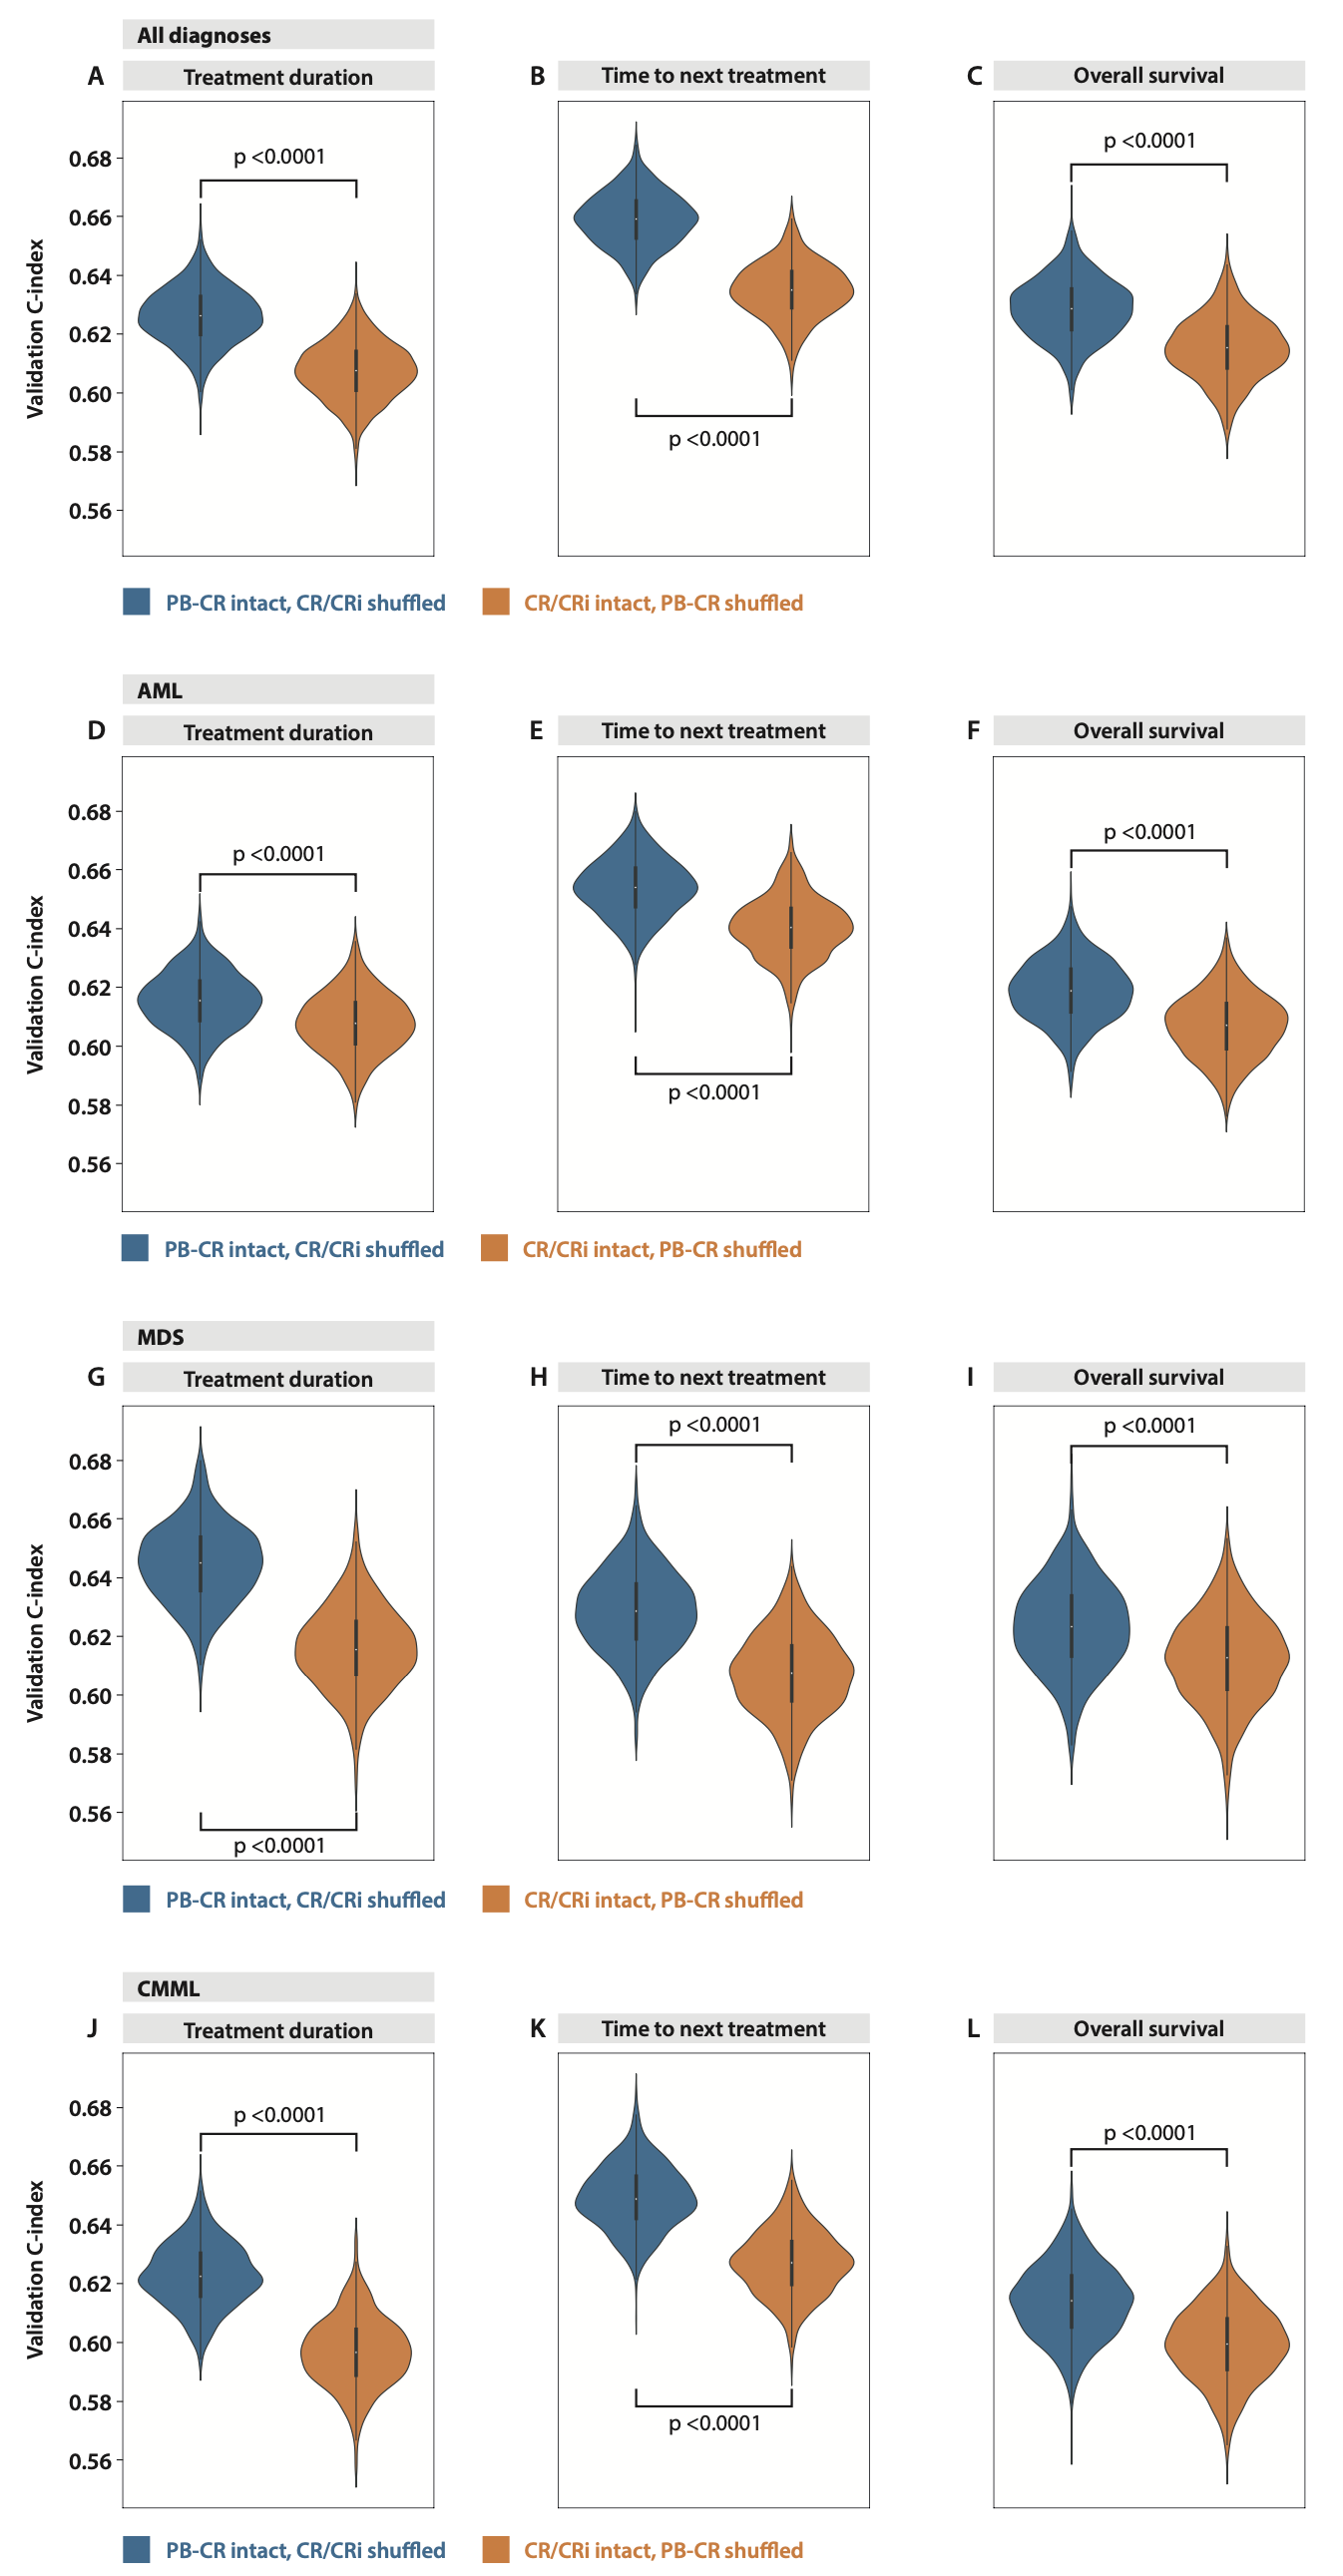 All diagnoses
A Treatment duration
B Time to next treatment
C Overall survival
Validation C-index
0.68
0.66
0.64
0.62
0.60
0.58
0.56
p <0.0001
p <0.0001
p <0.0001
PB-CR intact, CR/CRi shuffled
CR/CRi intact, PB-CR shuffled
AML
D Treatment duration
E Time to next treatment
F Overall survival
Validation C-index
0.68
0.66
0.64
0.62
0.60
0.58
0.56
p <0.0001
p <0.0001
p <0.0001
PB-CR intact, CR/CRi shuffled
CR/CRi intact, PB-CR shuffled
MDS
G Treatment duration
H Time to next treatment
I Overall survival
Validation C-index
0.68
0.66
0.64
0.62
0.60
0.58
0.56
p <0.0001
p <0.0001
p <0.0001
PB-CR intact, CR/CRi shuffled
CR/CRi intact, PB-CR shuffled
CMML
J Treatment duration
K Time to next treatment
L Overall survival
Validation C-index
0.68
0.66
0.64
0.62
0.60
0.58
0.56
p <0.0001
p <0.0001
p <0.0001
PB-CR intact, CR/CRi shuffled
CR/CRi intact, PB-CR shuffled